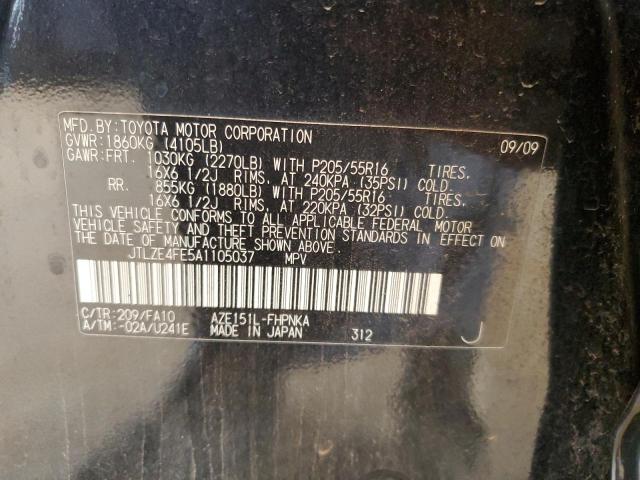 MFD.BY:TOYOTA MOTOR CORPORATION 09/09
GVWR:1860KG (4105LB)
GAWR:FRT. 1030KG (2270LB) WITH P205/55R16 TIRES.
16X6 1/2J RIMS, AT 240KPA (35PSI) COLD.
RR. 855KG (1880LB) WITH P205/55R16 TIRES.
16X6 1/2J RIMS, AT 220KPA (32PSI) COLD.
THIS VEHICLE CONFORMS TO ALL APPLICABLE FEDERAL MOTOR
VEHICLE SAFETY AND THEFT PREVENTION STANDARDS IN EFFECT ON
THE DATE OF MANUFACTURE SHOWN ABOVE.
JTLZE4FE5A1105037 MPV
C/TR:209/FA10 AZE151L-FHPNKA
A/TM:-02A/U241E MADE IN JAPAN 312 J